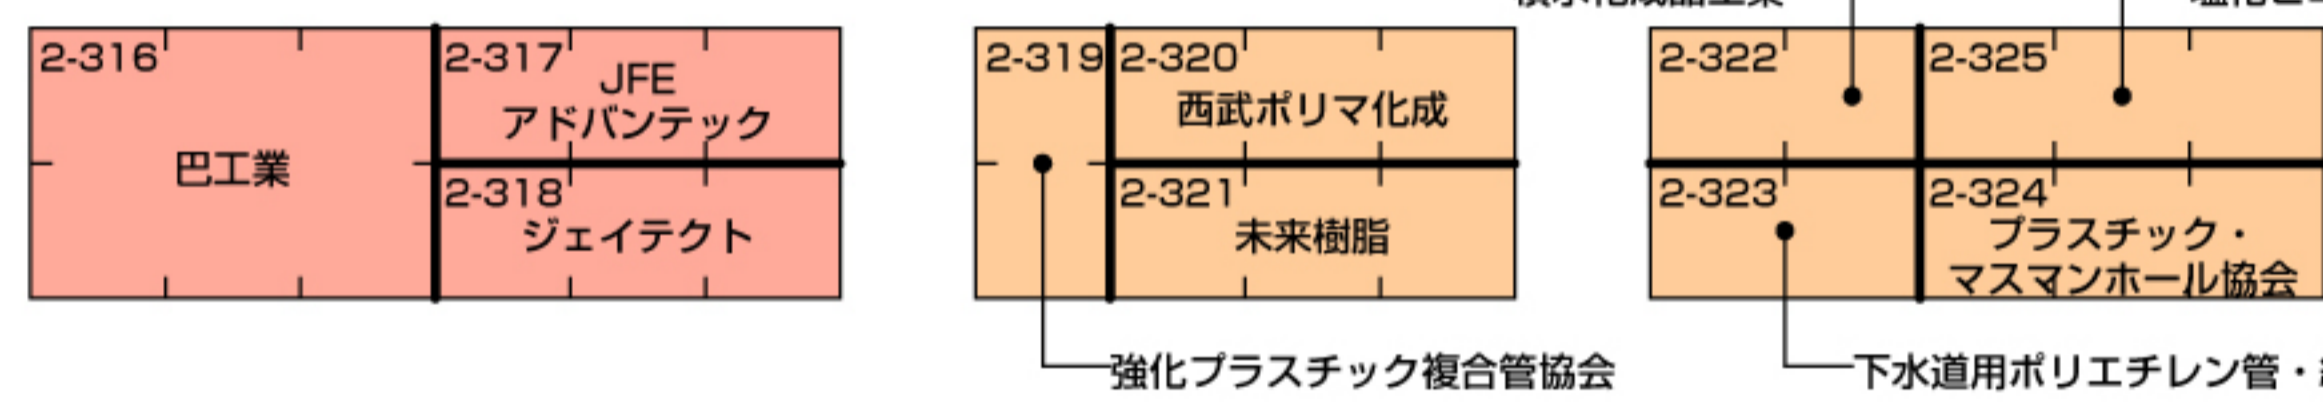 2-316
巴工業
2-317
JFE
アドバンテック
2-318
ジェイテクト
2-319
強化プラスチック複合管協会
2-320
西武ポリマ化成
2-321
未来樹脂
2-322
2-325
2-323
下水道用ポリエチレン管・
2-324
プラスチック・
マスマンホール協会